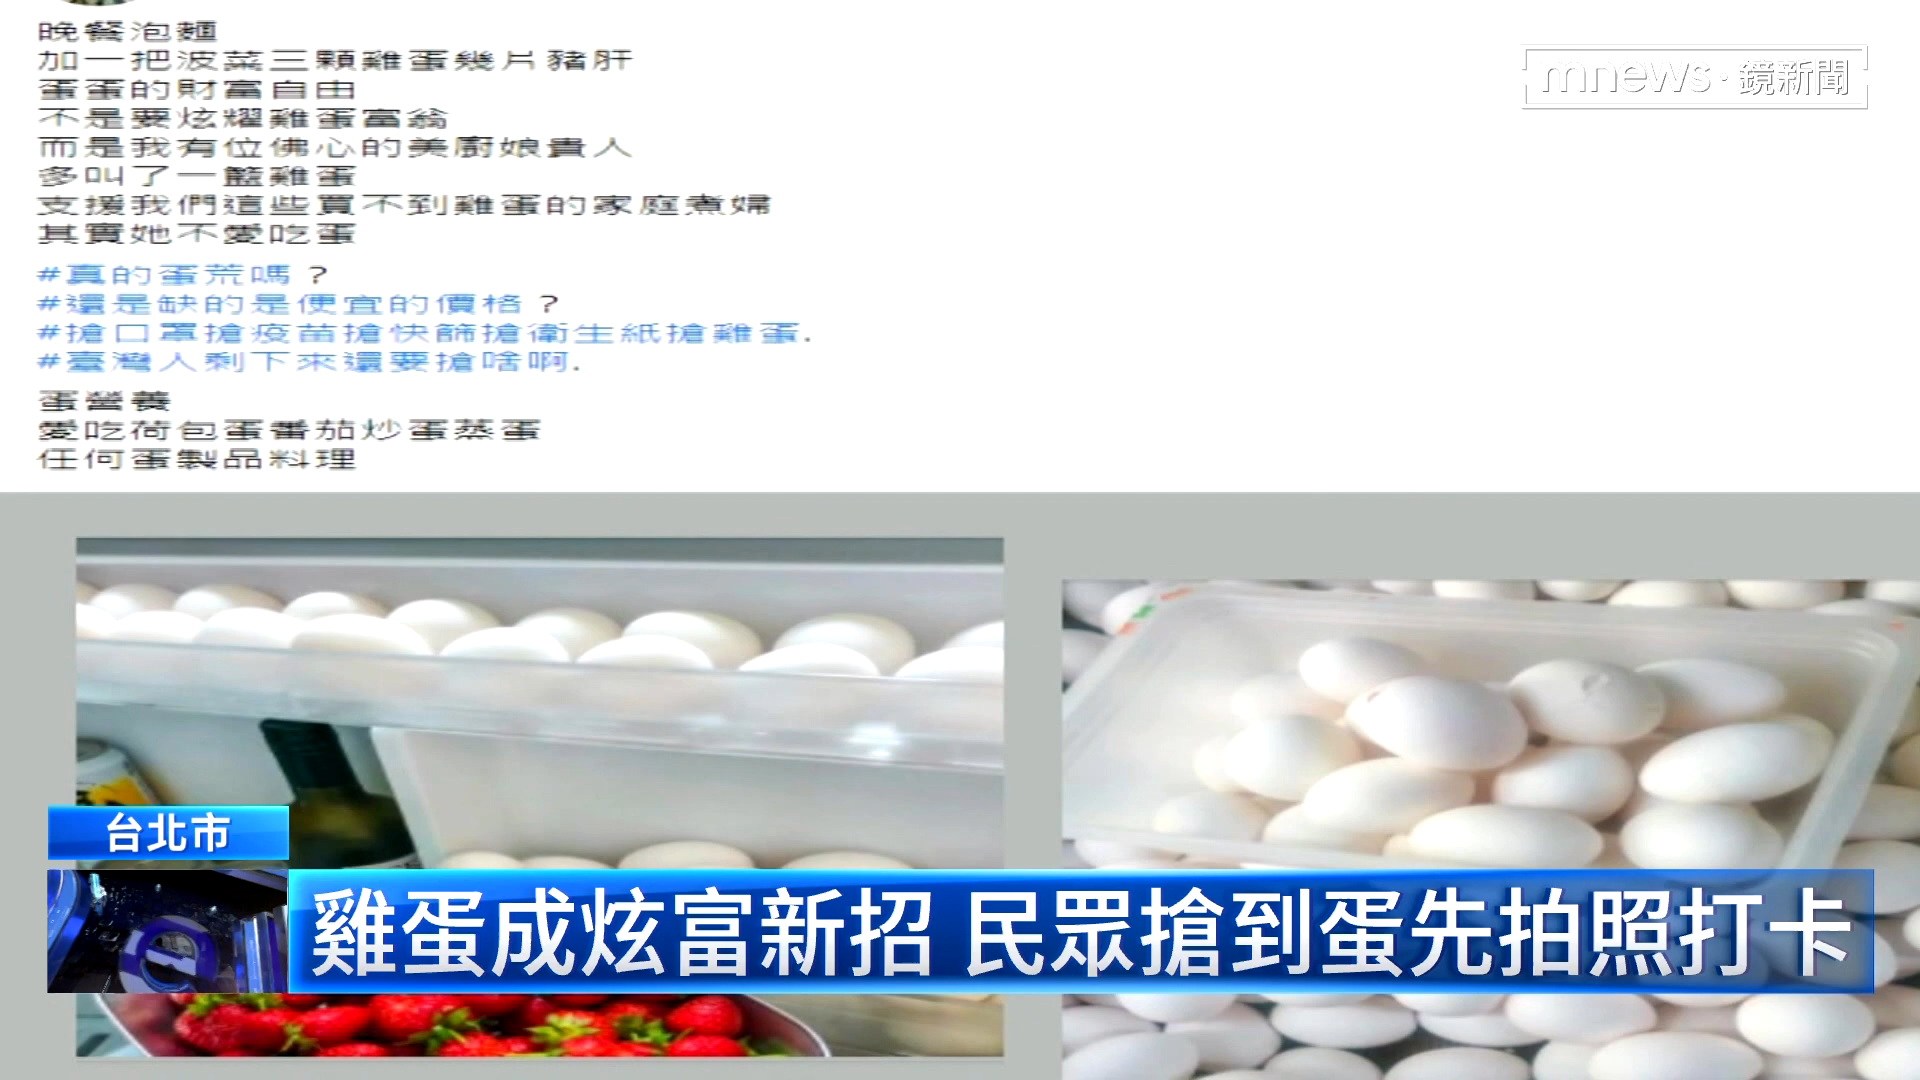 晚餐泡麵
加一把波菜三顆雞蛋幾片豬肝
蛋蛋的財富自由
不是要炫耀雞蛋富翁
而是我有位佛心的美廚娘貴人
多叫了一籃雞蛋
支援我們這些買不到雞蛋的家庭煮婦
其實她不愛吃蛋
#真的蛋荒嗎？
#還是缺的是便宜的價格？
#搶口罩搶疫苗搶快篩搶衛生紙搶雞蛋.
#臺灣人剩下來還要搶啥啊.
蛋營養
愛吃荷包蛋番茄炒蛋蒸蛋
任何蛋製品料理
mnews·鏡新聞
台北市
雞蛋成炫富新招 民眾搶到蛋先拍照打卡